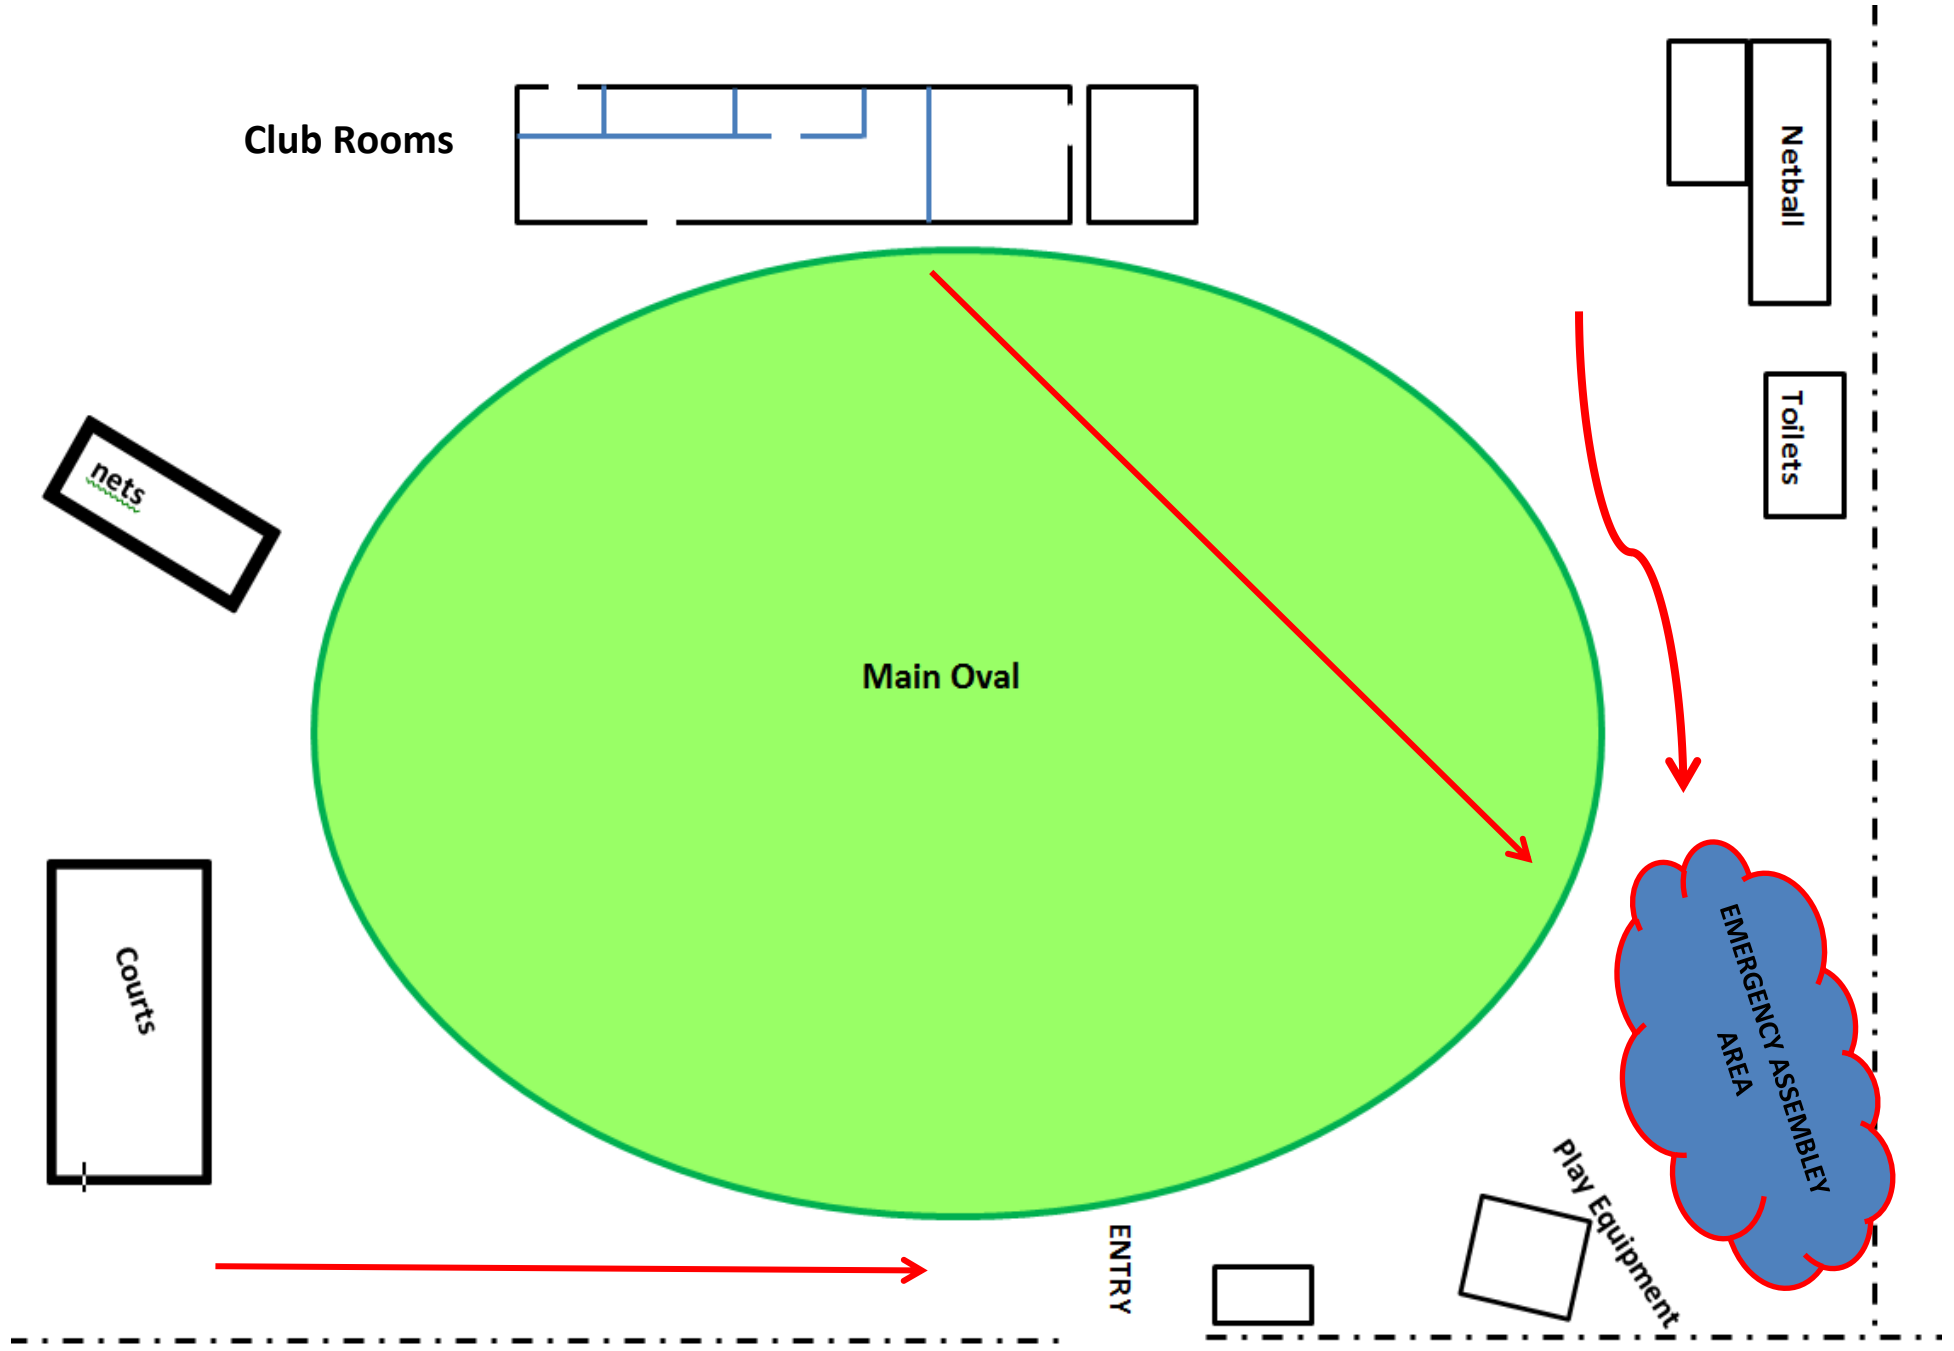 Club Rooms
Netball
Toilets
nets
Main Oval
Courts
EMERGENCY ASSEMBLEY
AREA
Play Equipment
ENTRY